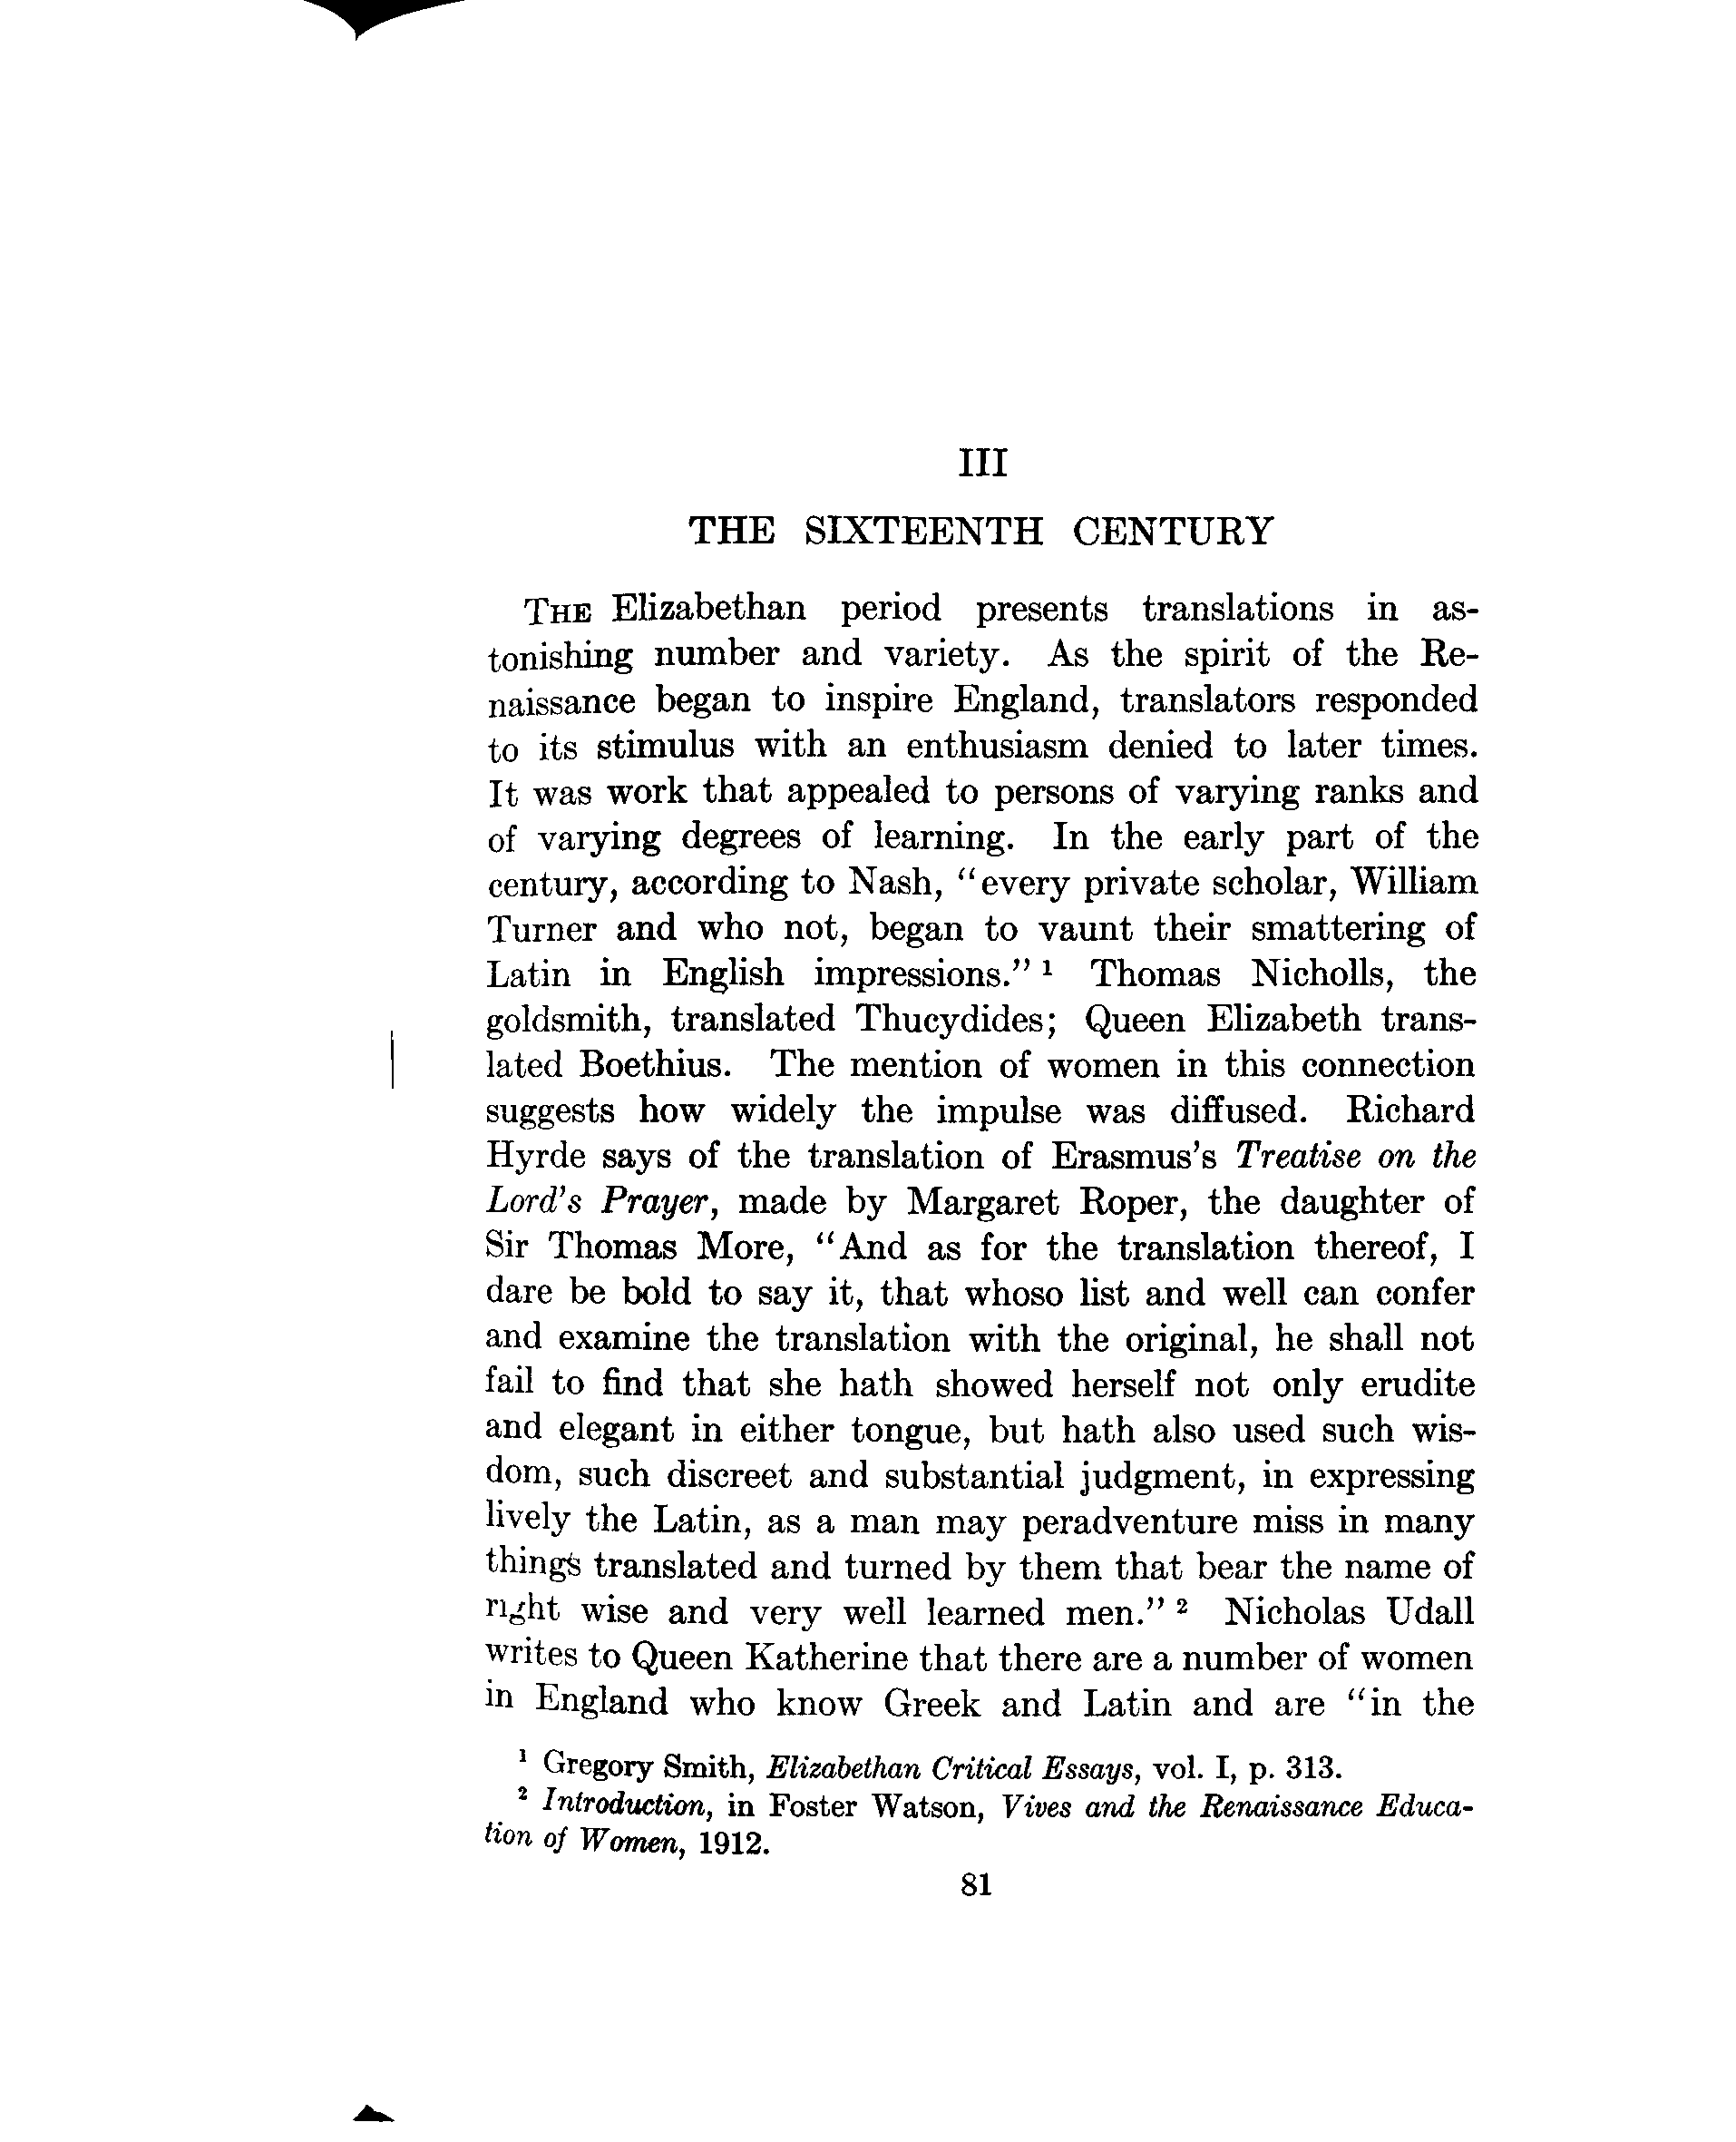 III
THE SIXTEENTH CENTURY
THE Elizabethan period presents translations in as-
tonishing number and variety. As the spirit of the Re-
naissance began to inspire England, translators responded
to its stimulus with an enthusiasm denied to later times.
It was work that appealed to persons of varying ranks and
of varying degrees of learning. In the early part of the
century, according to Nash, "every private scholar, William
Turner and who not, began to vaunt their smattering of
Latin in English impressions." ¹ Thomas Nicholls, the
goldsmith, translated Thucydides; Queen Elizabeth trans-
lated Boethius. The mention of women in this connection
suggests how widely the impulse was diffused. Richard
Hyrde says of the translation of Erasmus's Treatise on the
Lord's Prayer, made by Margaret Roper, the daughter of
Sir Thomas More, "And as for the translation thereof, I
dare be bold to say it, that whoso list and well can confer
and examine the translation with the original, he shall not
fail to find that she hath showed herself not only erudite
and elegant in either tongue, but hath also used such wis-
dom, such discreet and substantial judgment, in expressing
lively the Latin, as a man may peradventure miss in many
things translated and turned by them that bear the name of
right wise and very well learned men." ² Nicholas Udall
writes to Queen Katherine that there are a number of women
in England who know Greek and Latin and are "in the
¹ Gregory Smith, Elizabethan Critical Essays, vol. I, p. 313.
² Introduction, in Foster Watson, Vives and the Renaissance Educa-
tion of Women, 1912.
81